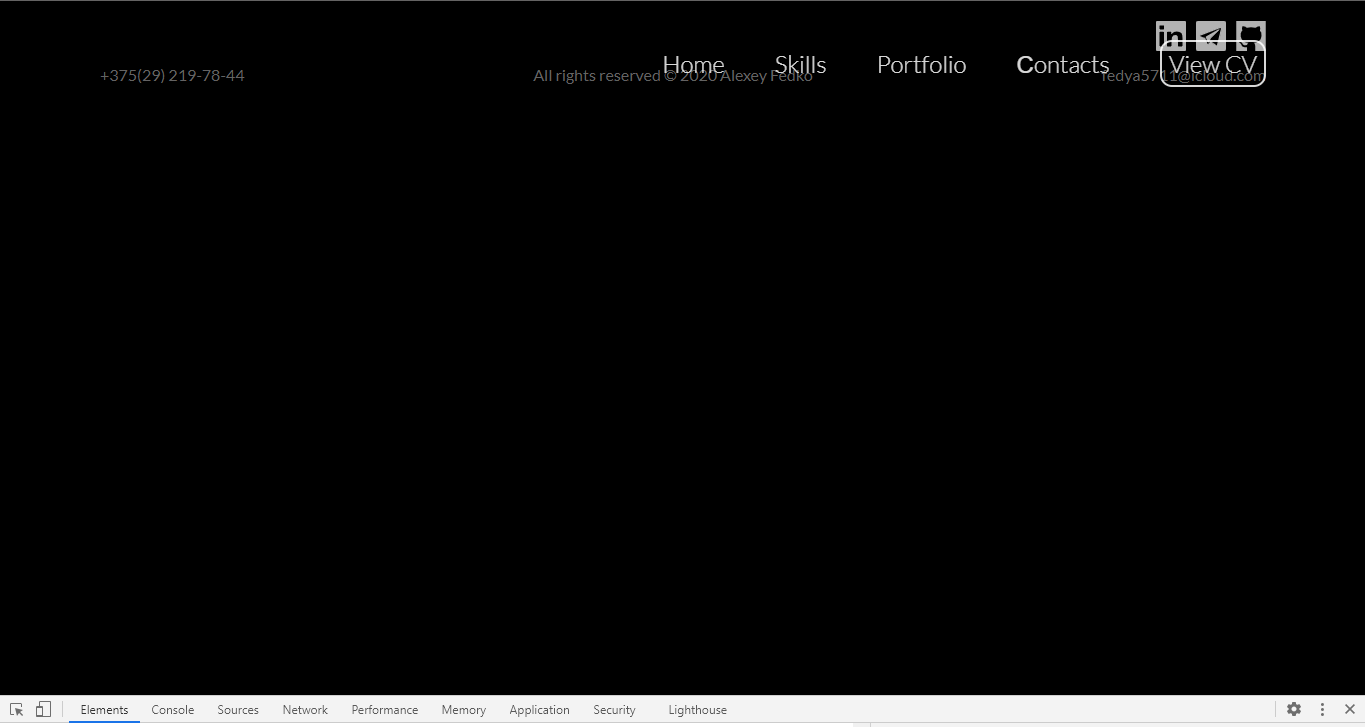 in
Home Skills Portfolio Contacts View CV
+375(29) 219-78-44 All rights reserved © 2020 Alexey Fedko fedya5711@icloud.com
Elements Console Sources Network Performance Memory Application Security Lighthouse